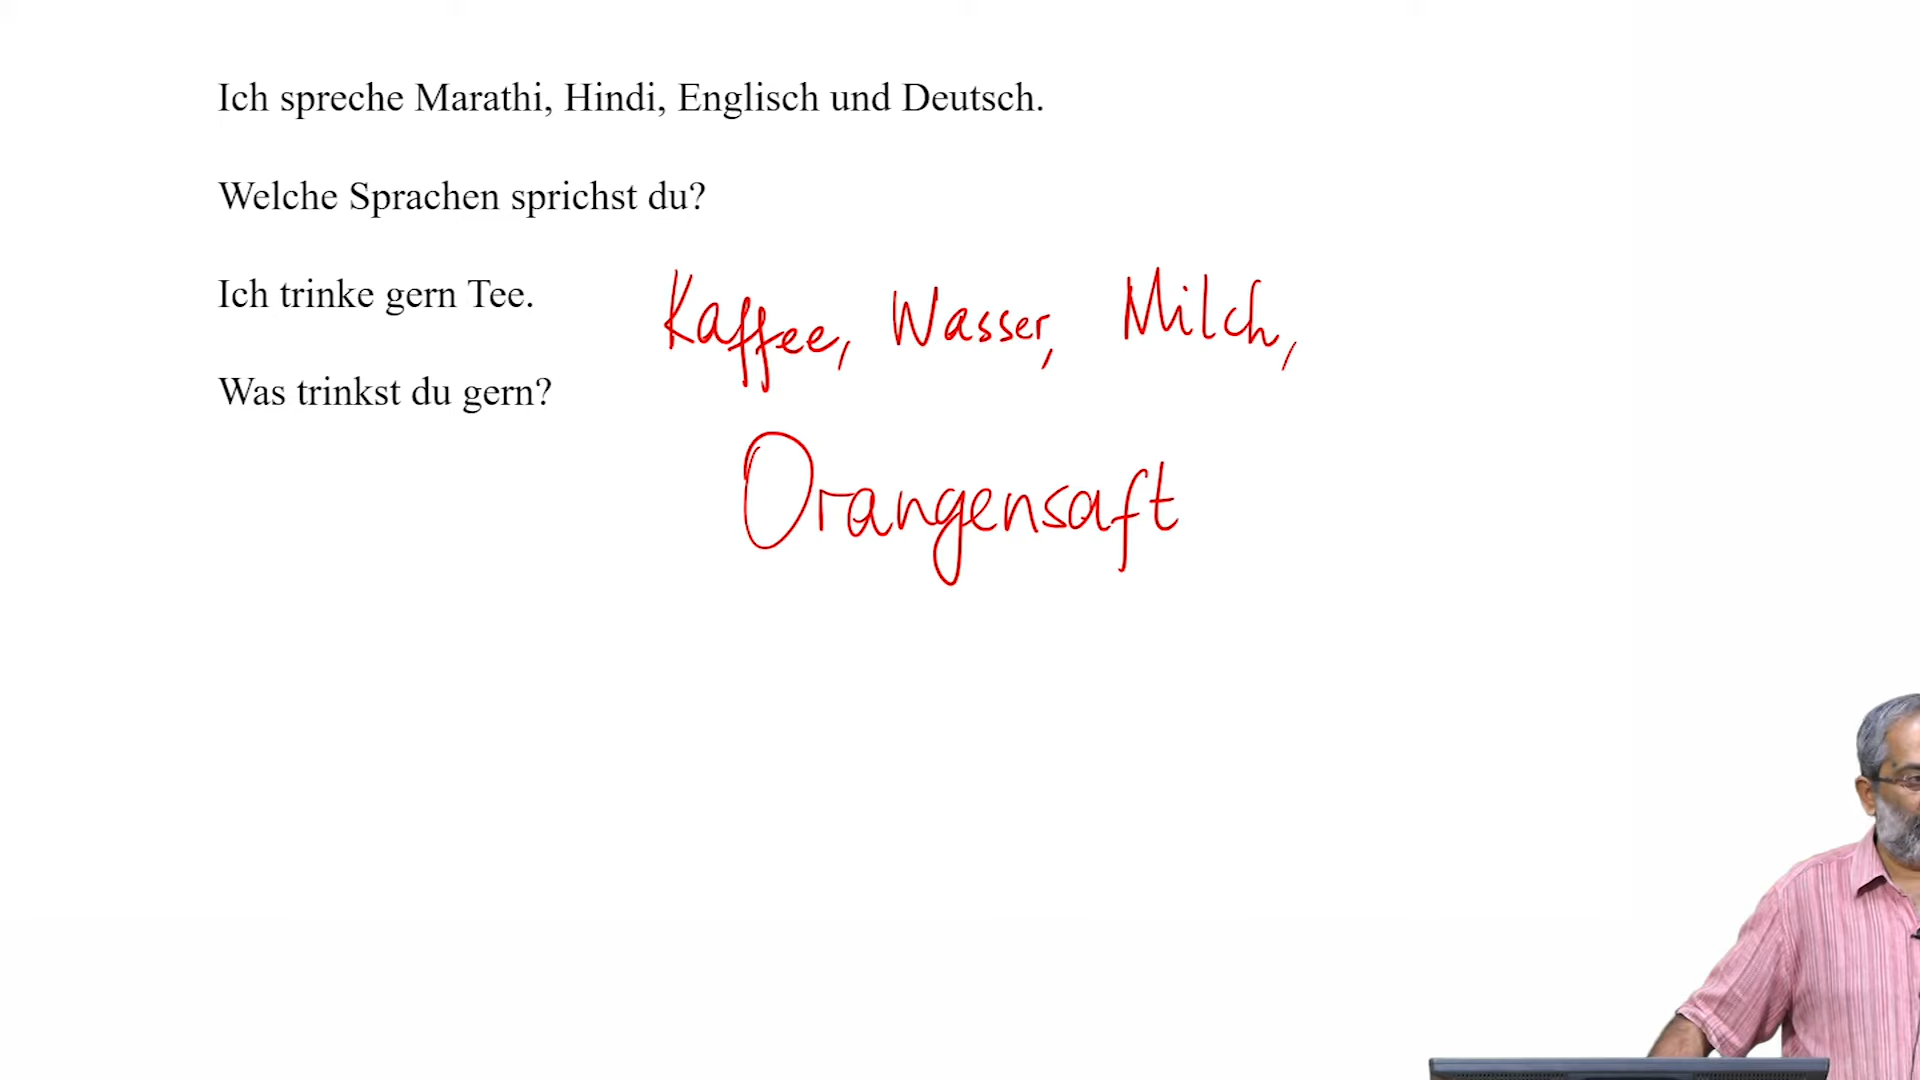 Ich spreche Marathi, Hindi, Englisch und Deutsch.
Welche Sprachen sprichst du?
Ich trinke gern Tee.
Kaffee, Wasser, Milch,
Was trinkst du gern?
Orangensaft